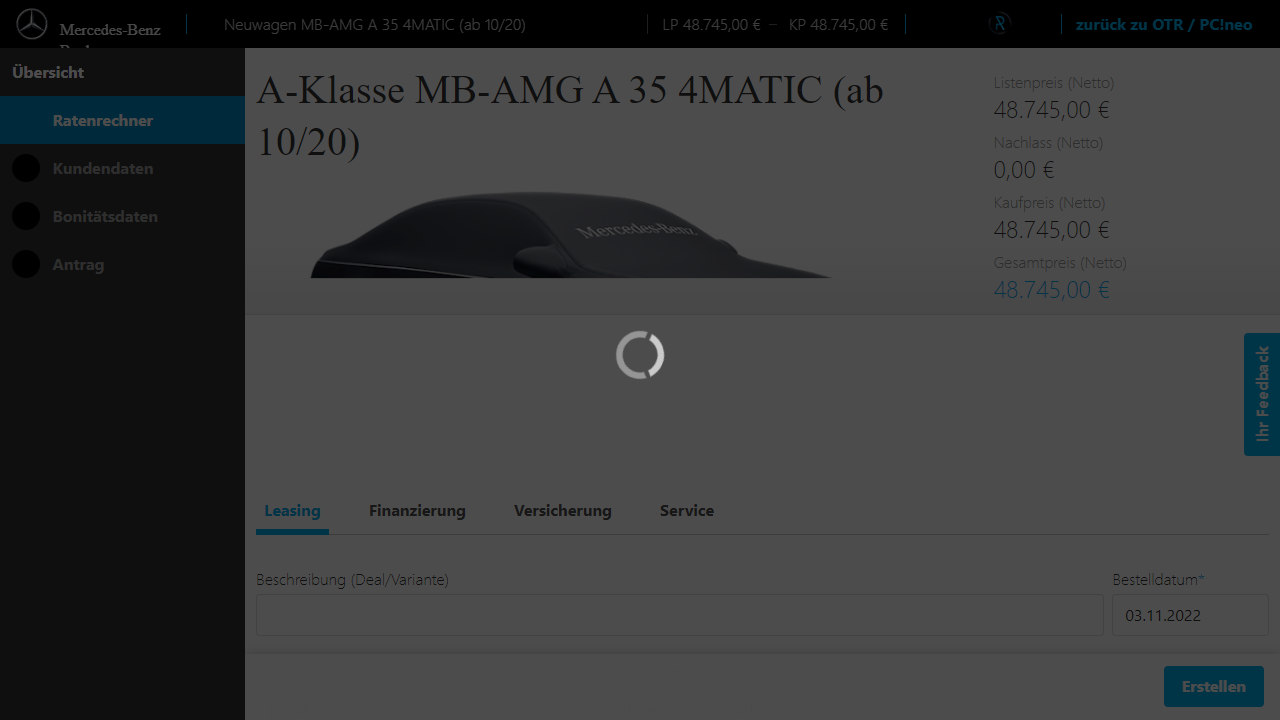 Mercedes-Benz
Neuwagen MB-AMG A 35 4MATIC (ab 10/20)
LP 48.745,00 € – KP 48.745,00 €
zurück zu OTR / PC!neo
Übersicht
Ratenrechner
Kundendaten
Bonitätsdaten
Antrag
A-Klasse MB-AMG A 35 4MATIC (ab
10/20)
Mercedes-Benz
Listenpreis (Netto)
48.745,00 €
Nachlass (Netto)
0,00 €
Kaufpreis (Netto)
48.745,00 €
Gesamtpreis (Netto)
48.745,00 €
Ihr Feedback
Leasing Finanzierung Versicherung Service
Beschreibung (Deal/Variante)
Bestelldatum*
03.11.2022
Erstellen